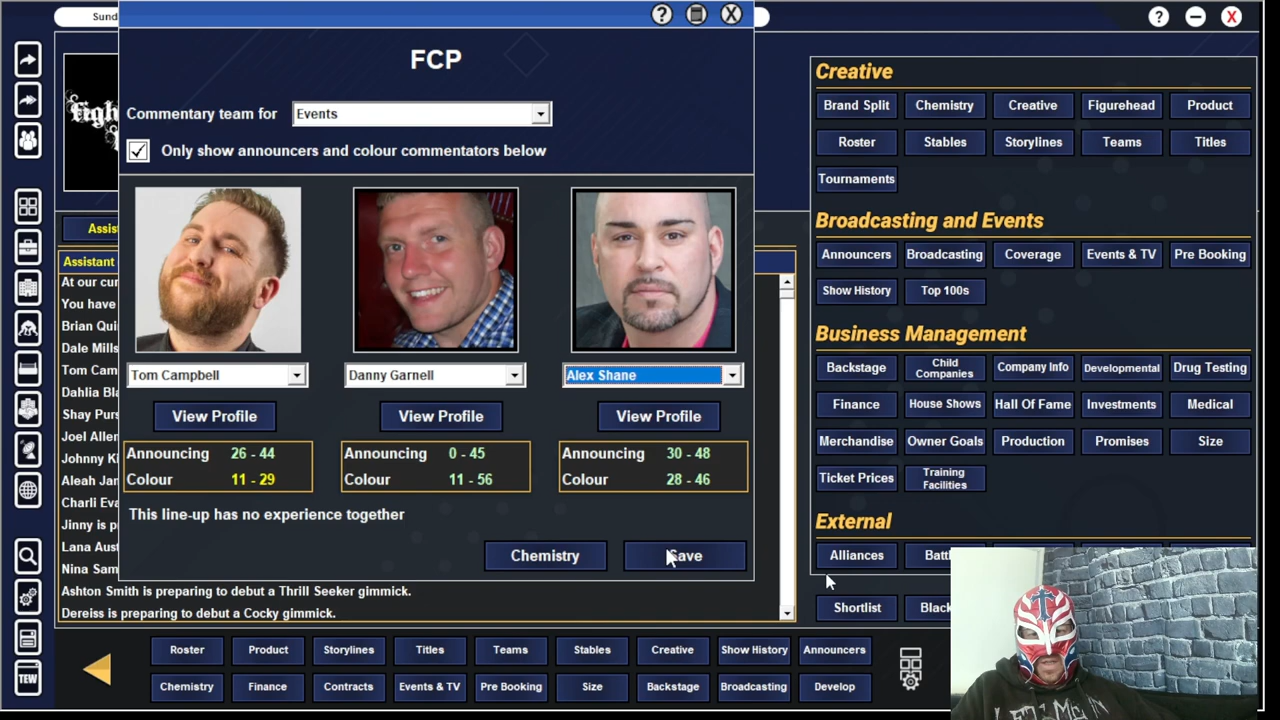 Sund
FCP
Commentary team for Events
Only show announcers and colour commentators below
Tom Campbell Danny Garnell Alex Shane
View Profile View Profile View Profile
Announcing 26 - 44 Announcing 0 - 45 Announcing 30 - 48
Colour 11 - 29 Colour 11 - 56 Colour 28 - 46
This line-up has no experience together
Chemistry Save
Assis
Assistant
At our cur
You have
Brian Qui
Dale Mills
Tom Cam
Dahlia Bla
Shay Purs
Joel Allen
Johnny Ki
Aleah Jan
Charli Eva
Jinny is p
Lana Aust
Nina Sam
Ashton Smith is preparing to debut a Thrill Seeker gimmick.
Dereiss is preparing to debut a Cocky gimmick.
Creative
Brand Split Chemistry Creative Figurehead Product
Roster Stables Storylines Teams Titles
Tournaments
Broadcasting and Events
Announcers Broadcasting Coverage Events & TV Pre Booking
Show History Top 100s
Business Management
Backstage Child Companies Company Info Developmental Drug Testing
Finance House Shows Hall Of Fame Investments Medical
Merchandise Owner Goals Production Promises Size
Ticket Prices Training Facilities
External
Alliances Battl
Shortlist Black
Roster Product Storylines Titles Teams Stables Creative Show History Announcers
Chemistry Finance Contracts Events & TV Pre Booking Size Backstage Broadcasting Develop
TEW